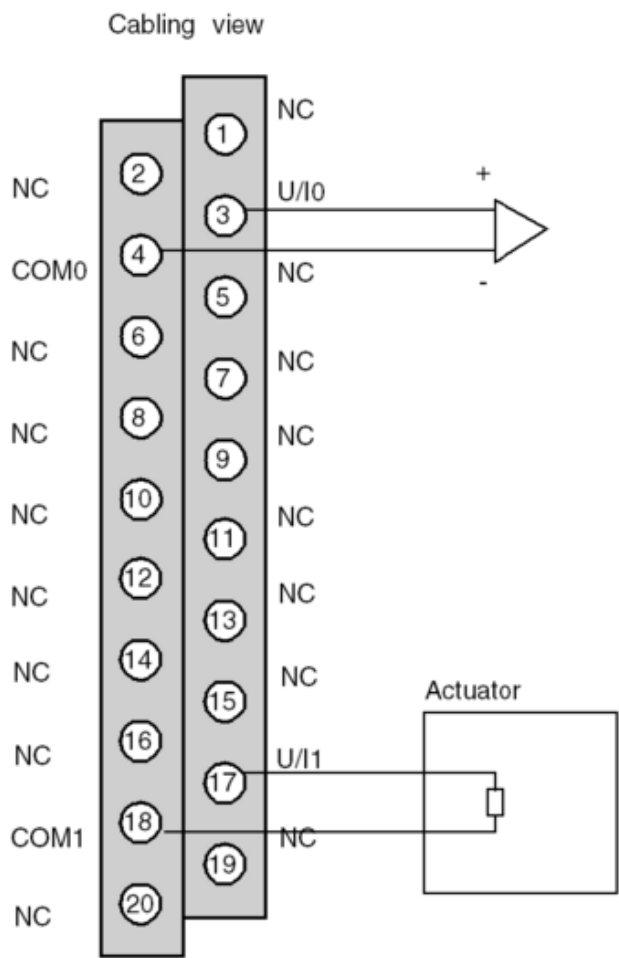 Cabling view
NC
1
2
+
NC
U/I0
3
4
COM0
NC
-
5
6
NC
NC
7
8
NC
NC
9
10
NC
NC
11
12
NC
NC
13
14
NC
NC
15
Actuator
16
NC
U/I1
17
18
COM1
NC
19
20
NC